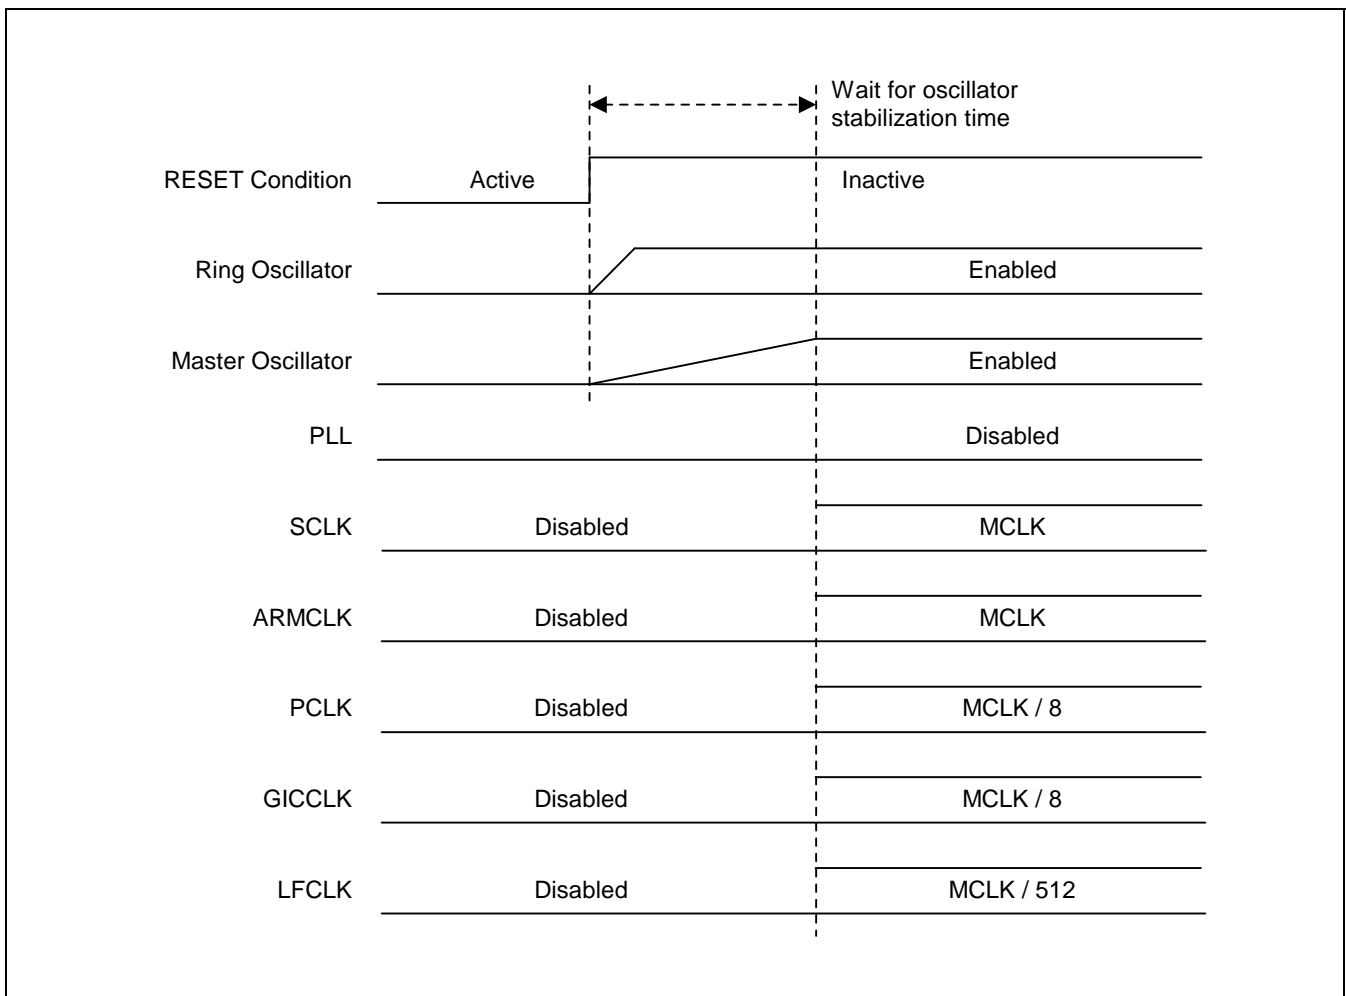 Wait for oscillator
stabilization time
RESET Condition Active Inactive
Ring Oscillator Enabled
Master Oscillator Enabled
PLL Disabled
SCLK Disabled MCLK
ARMCLK Disabled MCLK
PCLK Disabled MCLK / 8
GICCLK Disabled MCLK / 8
LFCLK Disabled MCLK / 512